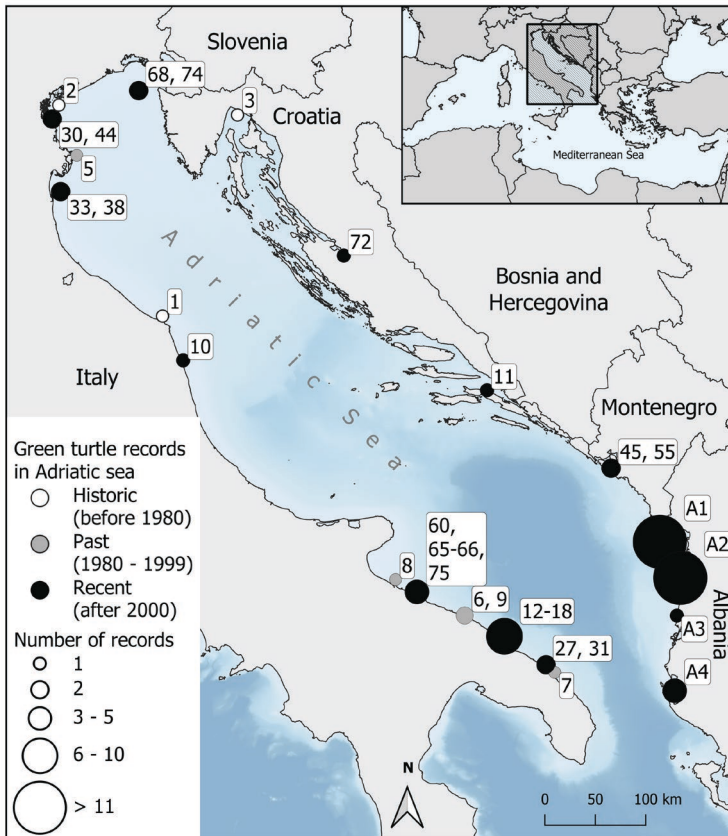 Slovenia
68, 74
2
3
Croatia
30, 44
5
33, 38
72
Adriatic Sea
Bosnia and
Hercegovina
1
10
Italy
11
Montenegro
45, 55
Mediterranean Sea
Green turtle records
in Adriatic sea
Historic
(before 1980)
Past
(1980 - 1999)
Recent
(after 2000)
Number of records
1
2
3 - 5
6 - 10
> 11
60,
65-66,
75
8
6, 9
12-18
27, 31
7
A1
A2
A3
A4
Albania
N
0 50 100 km